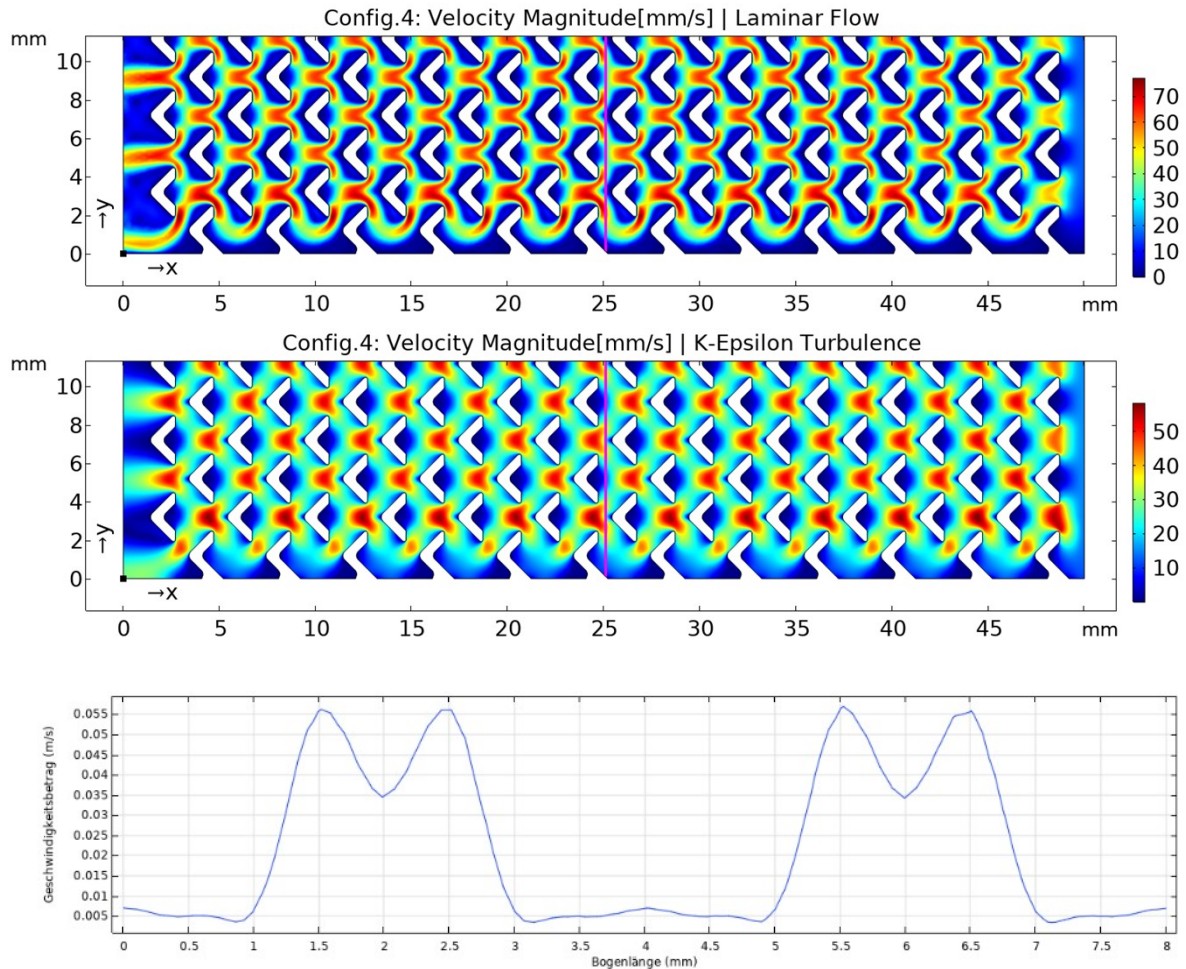 Config.4: Velocity Magnitude[mm/s] | Laminar Flow
mm
10
8
6
4
2
0
→y
→x
0 5 10 15 20 25 30 35 40 45 mm
70
60
50
40
30
20
10
0
Config.4: Velocity Magnitude[mm/s] | K-Epsilon Turbulence
mm
10
8
6
4
2
0
→y
→x
0 5 10 15 20 25 30 35 40 45 mm
50
40
30
20
10
Geschwindigkeitsbetrag (m/s)
0.055
0.05
0.045
0.04
0.035
0.03
0.025
0.02
0.015
0.01
0.005
0 0.5 1 1.5 2 2.5 3 3.5 4 4.5 5 5.5 6 6.5 7 7.5 8
Bogenlänge (mm)